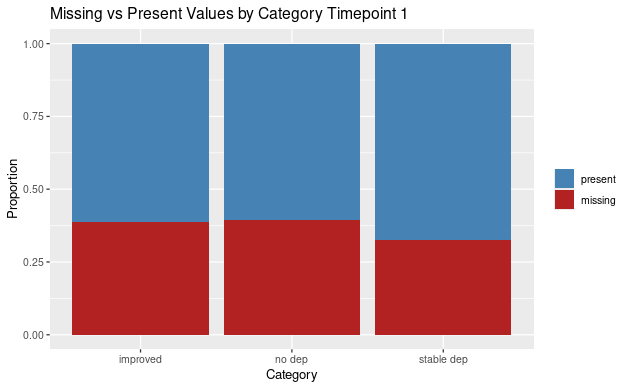 Missing vs Present Values by Category Timepoint 1
Proportion
1.00
0.75
0.50
0.25
0.00
improved
no dep
stable dep
Category
present
missing